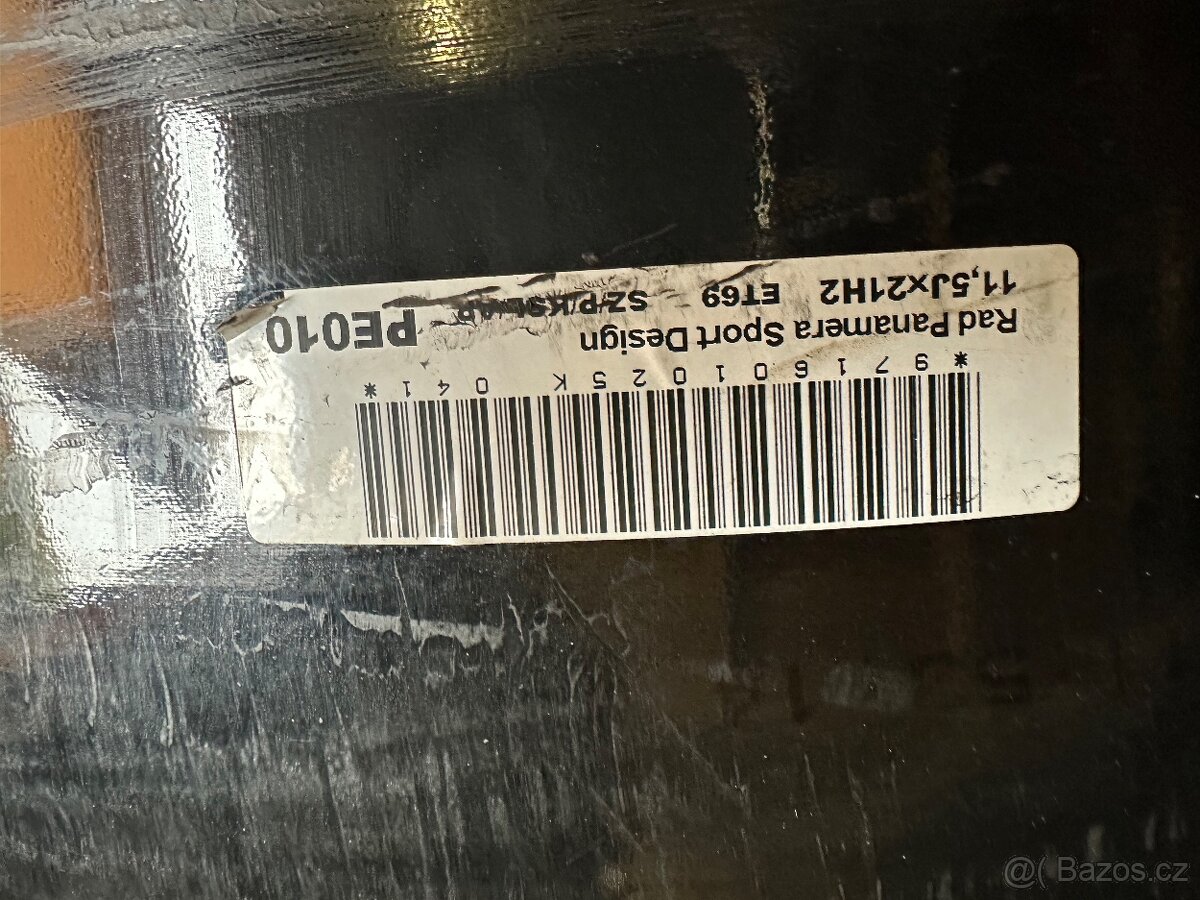 *971601025K 041*
Rad Panamera Sport Design PE010
11,5Jx21H2 ET69
@( Bazos.cz